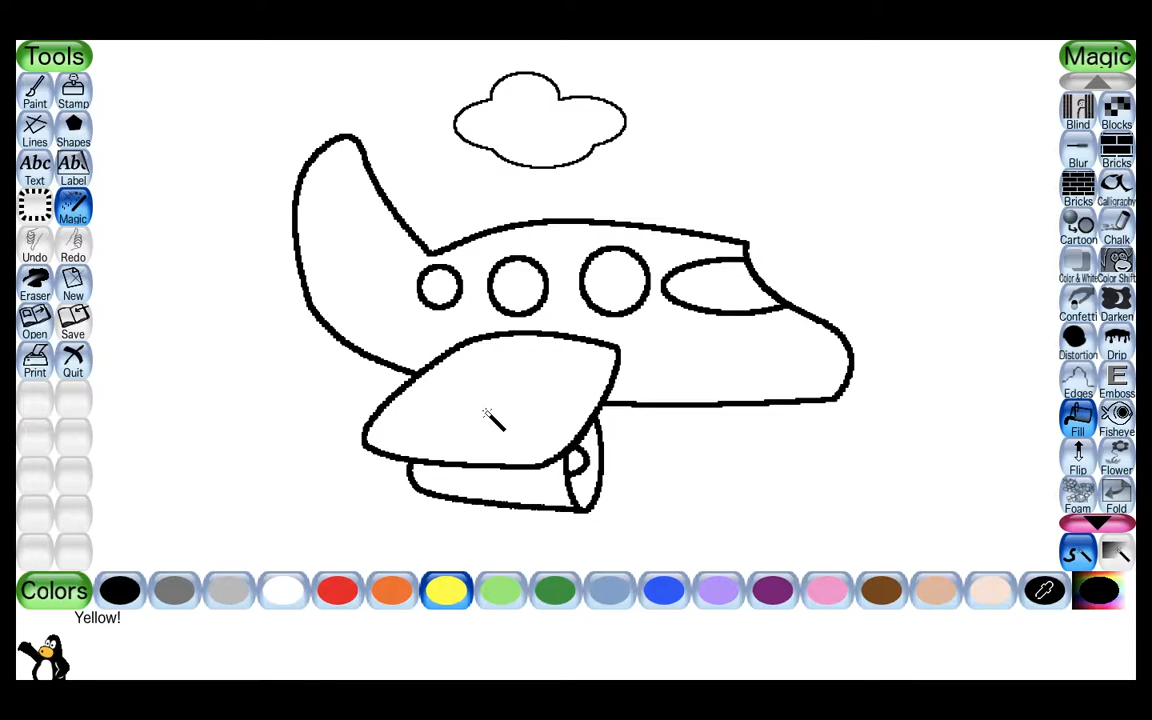 Tools
Magic
Paint Stamp
Blind Blocks
Lines Shapes
Blur Bricks
Abc Abc
Text Label
Bricks Calligraphy
Magic
Cartoon Chalk
Undo Redo
Color & White Color Shift
Eraser New
Confetti Darken
Open Save
Distortion Drip
Print Quit
Edges Emboss
Fill Fisheye
Flip Flower
Foam Fold
Colors
Yellow!